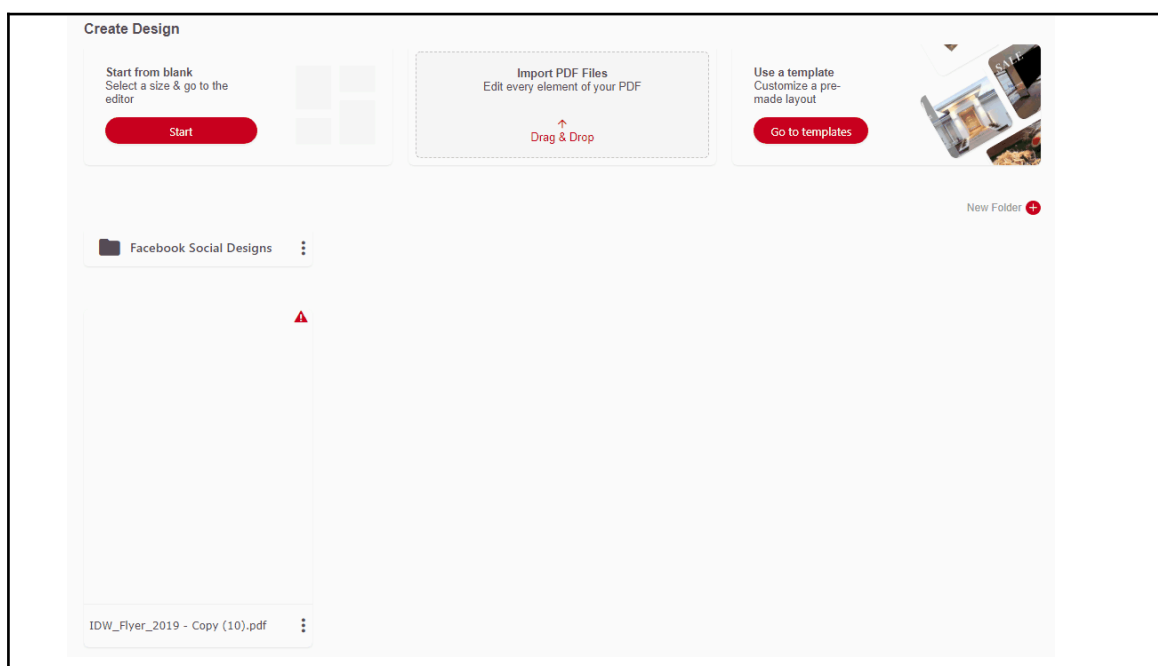 Create Design
Start from blank
Select a size & go to the
editor
Start
Import PDF Files
Edit every element of your PDF
Drag & Drop
Use a template
Customize a pre-
made layout
Go to templates
SALE
New Folder
Facebook Social Designs
IDW_Flyer_2019 - Copy (10).pdf